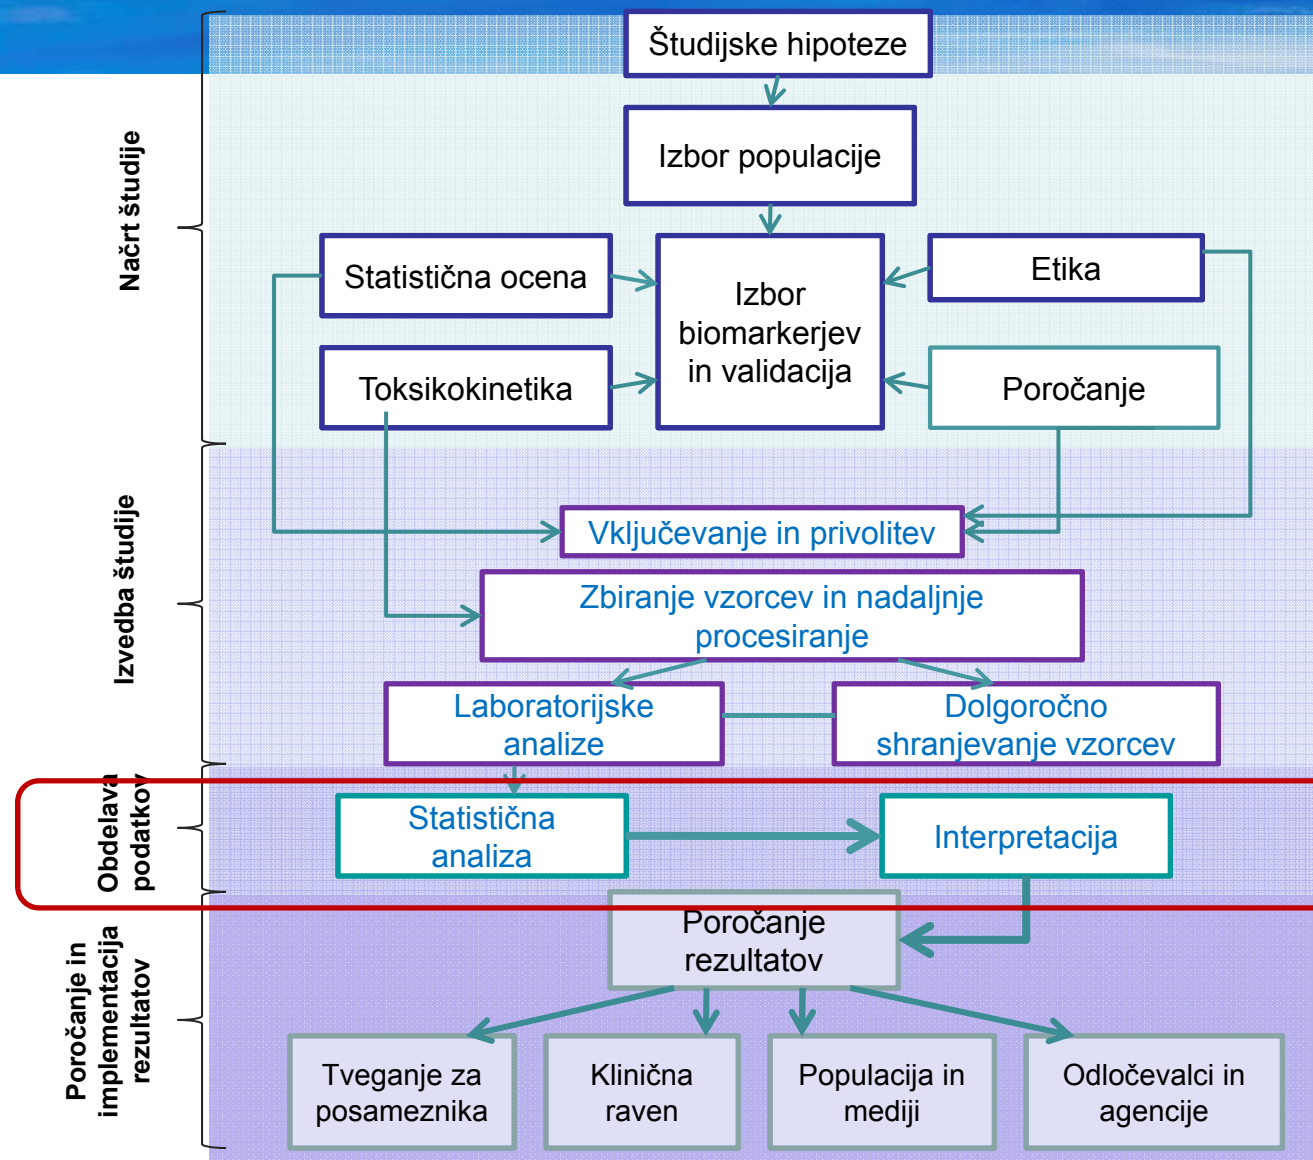 Študijske hipoteze
Izbor populacije
Načrt študije
Statistična ocena
Izbor
biomarkerjev
in validacija
Etika
Toksikokinetika
Poročanje
Izvedba študije
Vključevanje in privolitev
Zbiranje vzorcev in nadaljnje
procesiranje
Laboratorijske
analize
Dolgoročno
shranjevanje vzorcev
Obdelava
podatkov
Statistična
analiza
Interpretacija
Poročanje in
implementacija
rezultatov
Poročanje
rezultatov
Tveganje za
posameznika
Klinična
raven
Populacija in
mediji
Odločevalci in
agencije